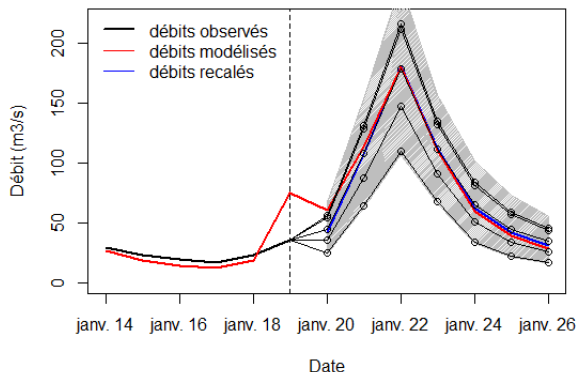 débits observés
débits modélisés
débits recalés
Débit (m3/s)
200
150
100
50
0
janv. 14 janv. 16 janv. 18 janv. 20 janv. 22 janv. 24 janv. 26
Date